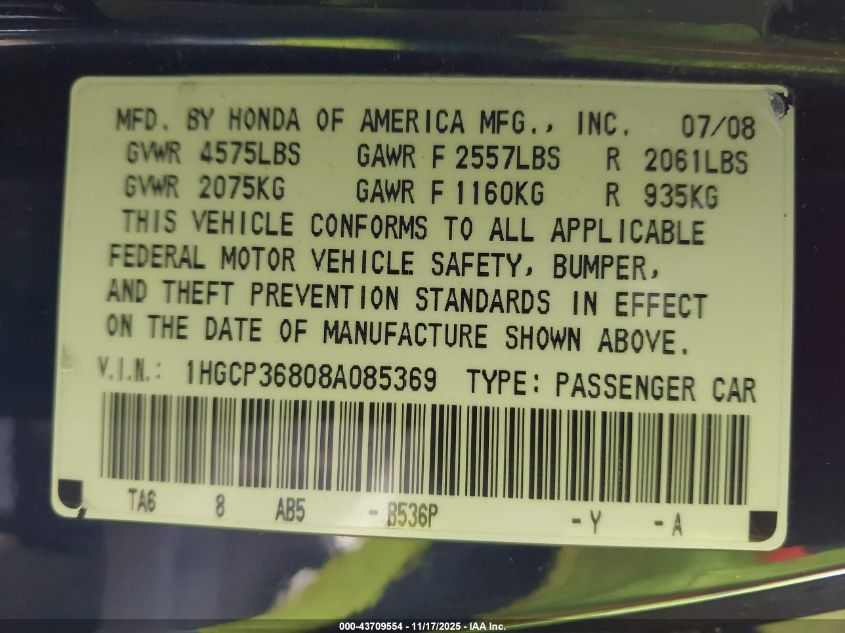 MFD. BY HONDA OF AMERICA MFG., INC. 07/08
GVWR 4575LBS GAWR F 2557LBS R 2061LBS
GVWR 2075KG GAWR F 1160KG R 935KG
THIS VEHICLE CONFORMS TO ALL APPLICABLE
FEDERAL MOTOR VEHICLE SAFETY, BUMPER,
AND THEFT PREVENTION STANDARDS IN EFFECT
ON THE DATE OF MANUFACTURE SHOWN ABOVE.
V.I.N.: 1HGCP36808A085369 TYPE: PASSENGER CAR
TA6 8 AB5 - B536P - Y - A
000-43709554 - 11/17/2025 - IAA Inc.